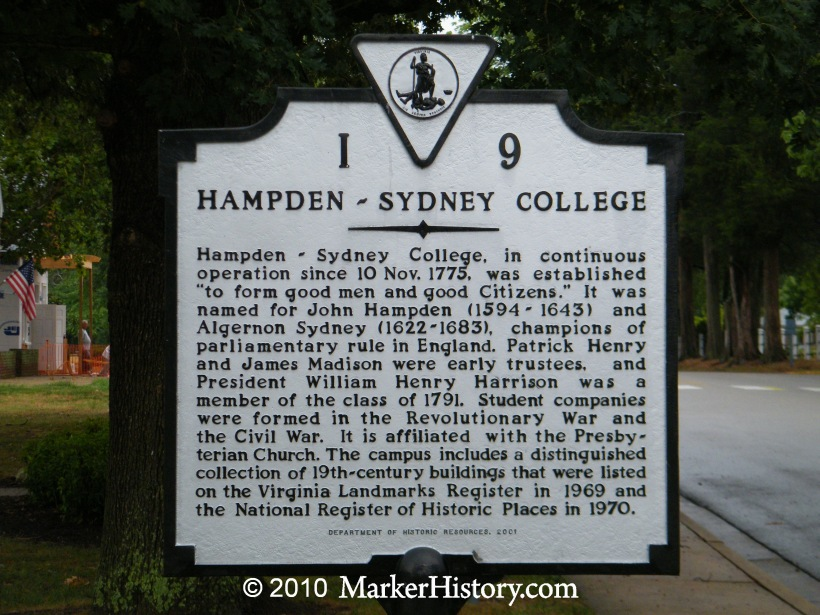 I 9
HAMPDEN - SYDNEY COLLEGE
Hampden - Sydney College, in continuous
operation since 10 Nov. 1775, was established
"to form good men and good Citizens." It was
named for John Hampden (1594 - 1643) and
Algernon Sydney (1622-1683), champions of
parliamentary rule in England. Patrick Henry
and James Madison were early trustees, and
President William Henry Harrison was a
member of the class of 1791. Student companies
were formed in the Revolutionary War and
the Civil War. It is affiliated with the Presby-
terian Church. The campus includes a distinguished
collection of 19th-century buildings that were listed
on the Virginia Landmarks Register in 1969 and
the National Register of Historic Places in 1970.
DEPARTMENT OF HISTORIC RESOURCES, 2001
© 2010 MarkerHistory.com